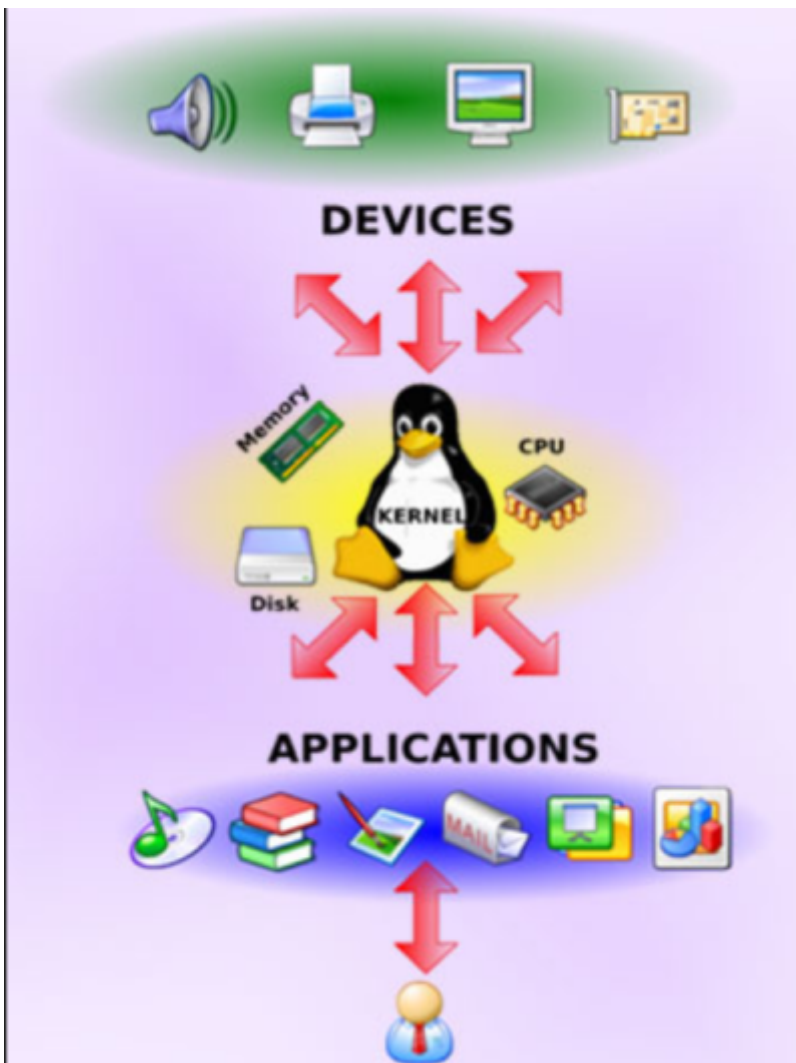 DEVICES
Memory
CPU
KERNEL
Disk
APPLICATIONS
MAIL